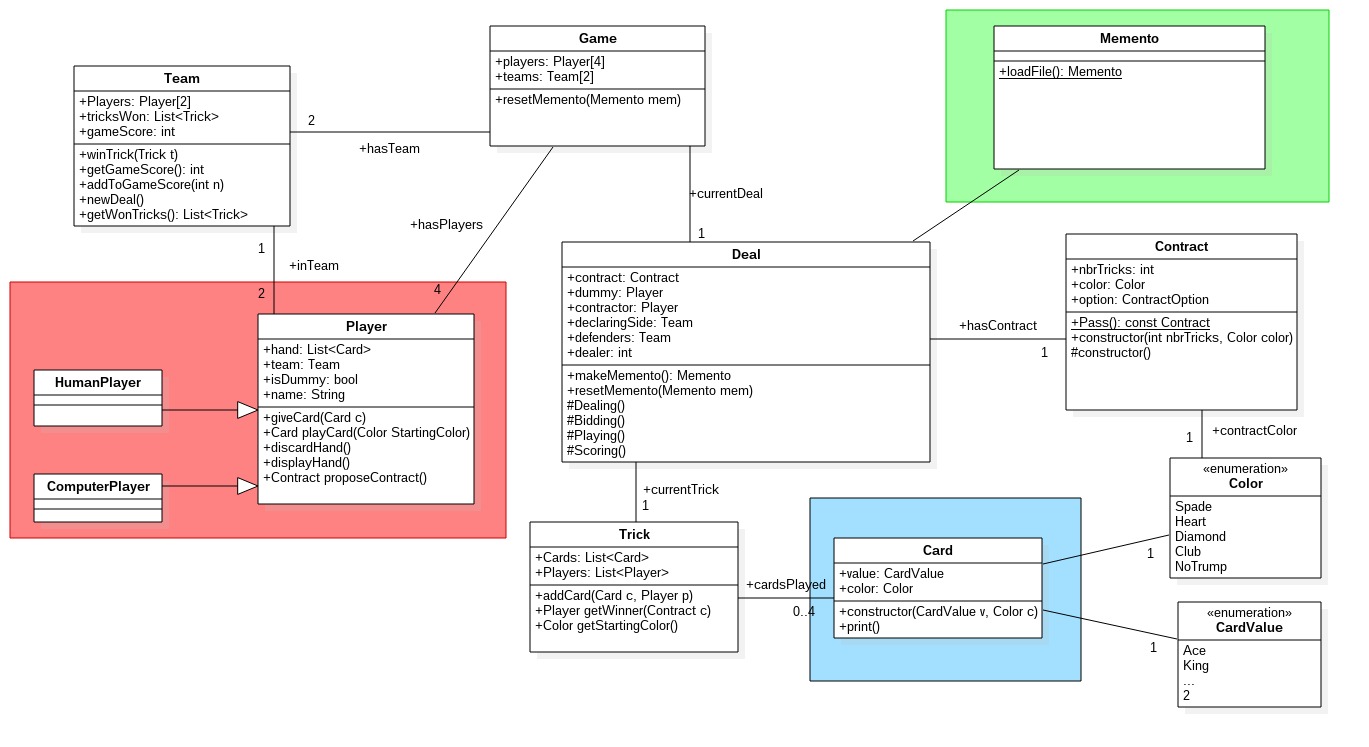 Game
+players: Player[4]
+teams: Team[2]
+resetMemento(Memento mem)
Memento
+loadFile(): Memento
Team
+Players: Player[2]
+tricksWon: List<Trick>
+gameScore: int
+winTrick(Trick t)
+getGameScore(): int
+addToGameScore(int n)
+newDeal()
+getWonTricks(): List<Trick>
2
+hasTeam
+currentDeal
1
+hasPlayers
4
1
+inTeam
2
Deal
+contract: Contract
+dummy: Player
+contractor: Player
+declaringSide: Team
+defenders: Team
+dealer: int
+makeMemento(): Memento
+resetMemento(Memento mem)
#Dealing()
#Bidding()
#Playing()
#Scoring()
+hasContract
1
Contract
+nbrTricks: int
+color: Color
+option: ContractOption
+Pass(): const Contract
+constructor(int nbrTricks, Color color)
#constructor()
+contractColor
1
Player
+hand: List<Card>
+team: Team
+isDummy: bool
+name: String
+giveCard(Card c)
+Card playCard(Color StartingColor)
+discardHand()
+displayHand()
+Contract proposeContract()
HumanPlayer
ComputerPlayer
+currentTrick
1
Trick
+Cards: List<Card>
+Players: List<Player>
+addCard(Card c, Player p)
+Player getWinner(Contract c)
+Color getStartingColor()
+cardsPlayed
0..4
Card
+value: CardValue
+color: Color
+constructor(CardValue v, Color c)
+print()
1
1
«enumeration»
Color
Spade
Heart
Diamond
Club
NoTrump
«enumeration»
CardValue
Ace
King
...
2